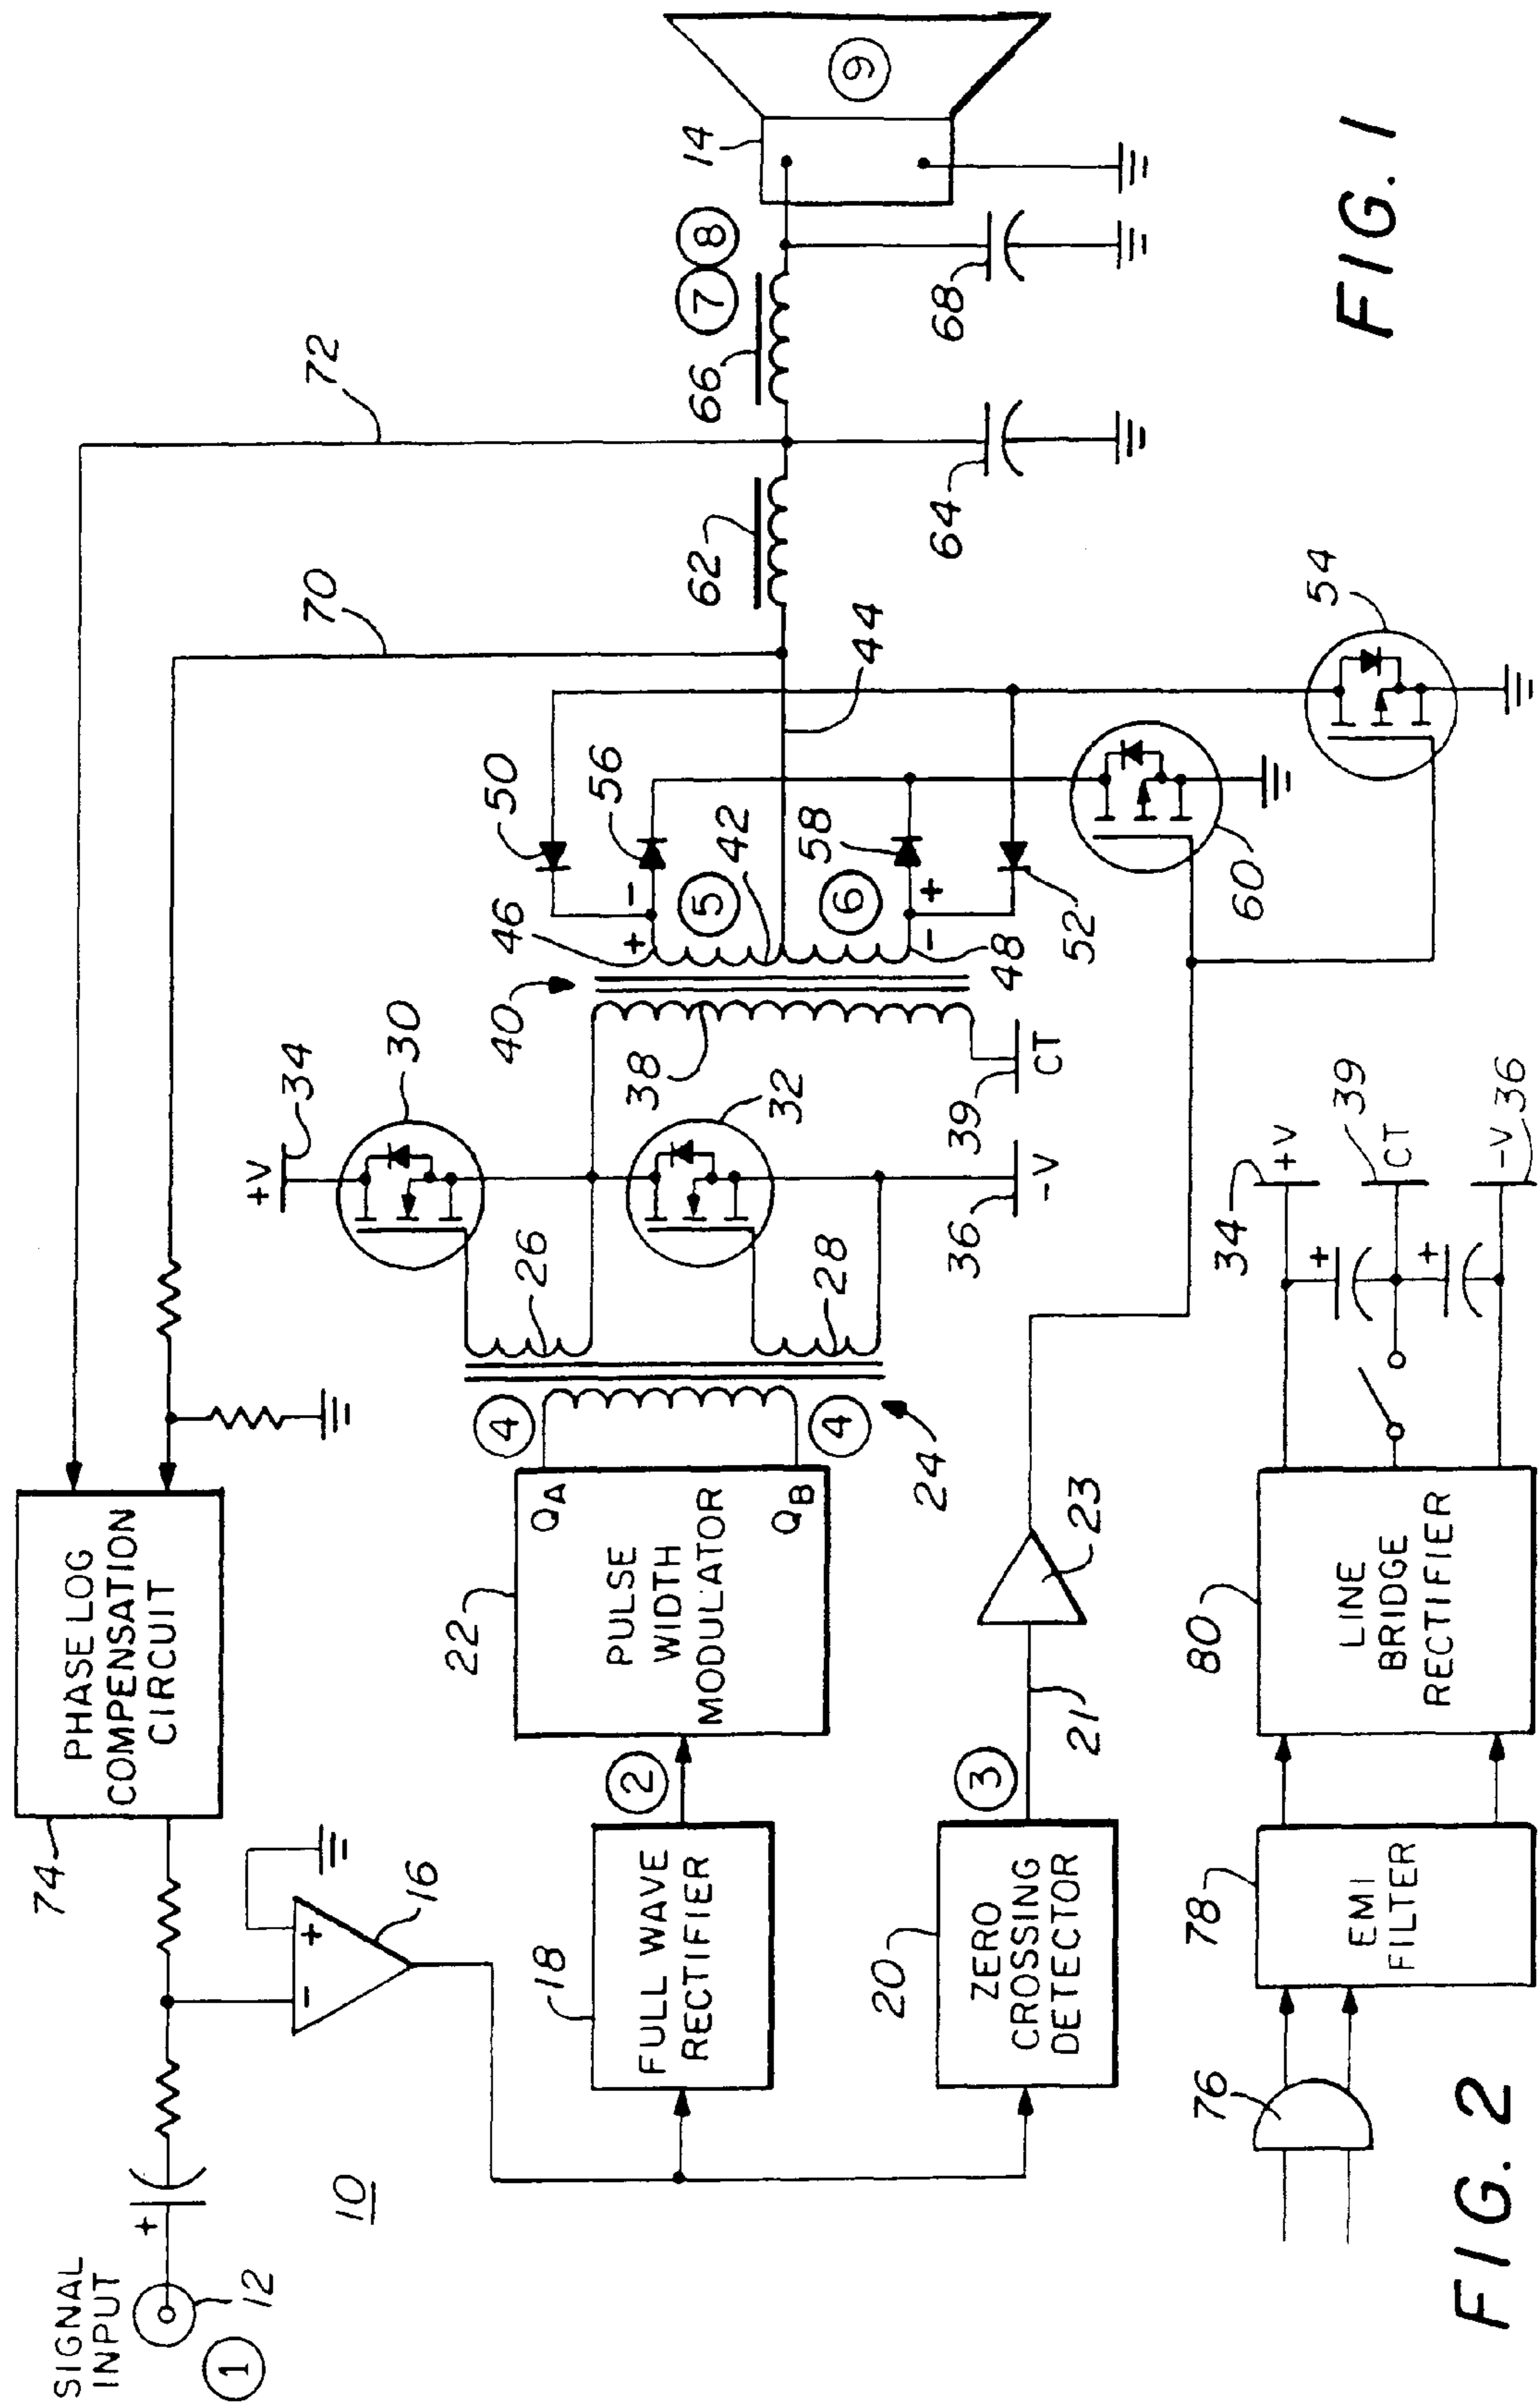 SIGNAL
INPUT
1
12
+
10
74
PHASE LOG
COMPENSATION
CIRCUIT
-
+
16
18
FULL WAVE
RECTIFIER
2
20
ZERO
CROSSING
DETECTOR
3
21
23
22
PULSE
WIDTH
MODULATOR
QA
QB
4
4
24
26
28
+V
34
30
32
36
-V
38
39
CT
40
46
+
-
5
42
6
-
+
48
50
56
58
52
60
54
44
70
72
62
64
66
7
8
68
14
9
FIG. 1
76
78
EMI
FILTER
80
LINE
BRIDGE
RECTIFIER
34
+V
+
39
CT
+
-V
36
FIG. 2